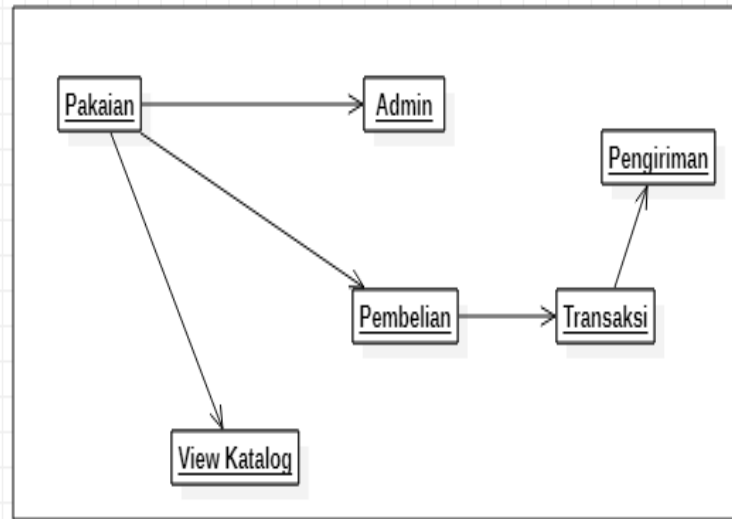 Pakaian
Admin
Pengiriman
Pembelian
Transaksi
View Katalog